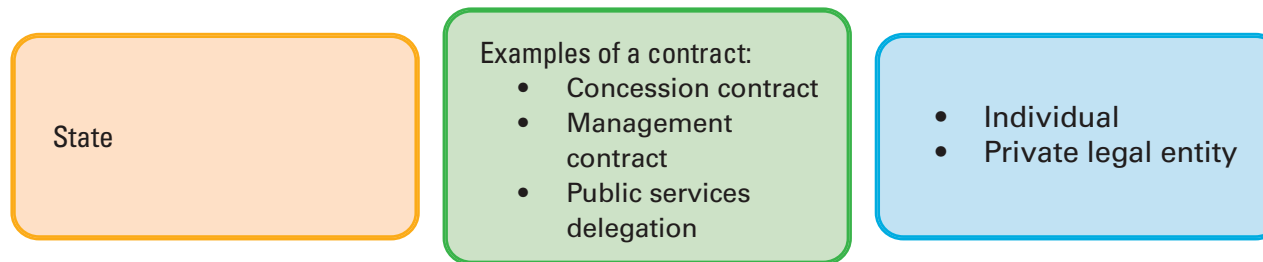 State
Examples of a contract:
• Concession contract
• Management
contract
• Public services
delegation
• Individual
• Private legal entity